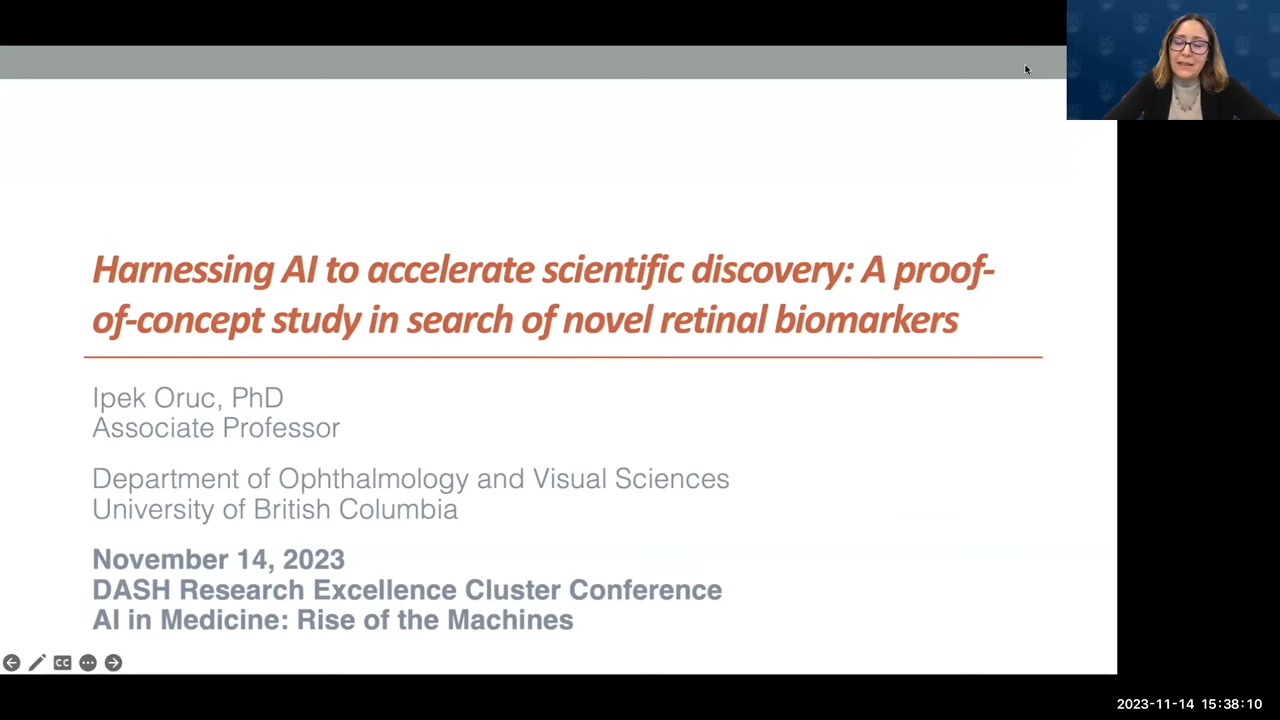 Harnessing AI to accelerate scientific discovery: A proof-
of-concept study in search of novel retinal biomarkers
Ipek Oruc, PhD
Associate Professor
Department of Ophthalmology and Visual Sciences
University of British Columbia
November 14, 2023
DASH Research Excellence Cluster Conference
AI in Medicine: Rise of the Machines
CC
2023-11-14 15:38:10